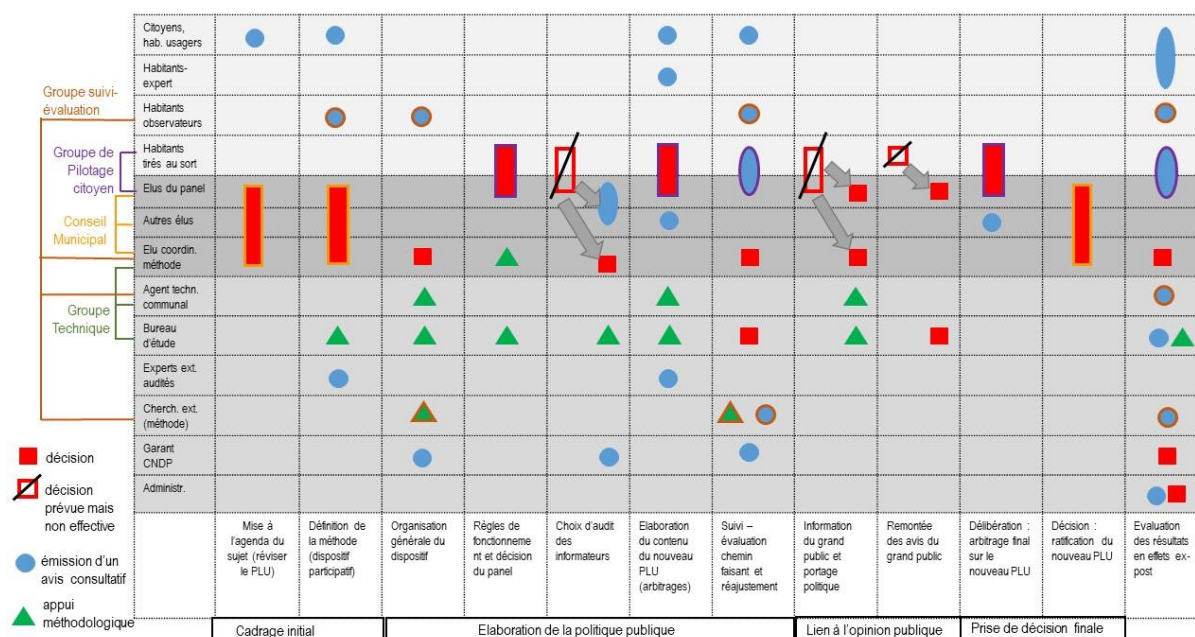 Citoyens,
hab. usagers
Habitants-
expert
Groupe suivi-
évaluation
Habitants
observateurs
Groupe de
Pilotage
citoyen
Habitants
tirés au sort
Elus du panel
Conseil
Municipal
Autres élus
Elu coordin.
méthode
Groupe
Technique
Agent techn.
communal
Bureau
d'étude
Experts ext.
audités
Cherch. ext.
(méthode)
Garant
CNDP
Administr.
décision
décision
prévue mais
non effective
émission d'un
avis consultatif
appui
méthodologique
Mise à
l'agenda du
sujet (réviser
le PLU)
Définition de
la méthode
(dispositif
participatif)
Organisation
générale du
dispositif
Règles de
fonctionneme
nt et décision
du panel
Choix d'audit
des
informateurs
Elaboration
du contenu
du nouveau
PLU
(arbitrages)
Suivi –
évaluation
chemin
faisant et
réajustement
Information
du grand
public et
portage
politique
Remontée
des avis du
grand public
Délibération :
arbitrage final
sur le
nouveau PLU
Décision :
ratification du
nouveau PLU
Evaluation
des résultats
en effets ex-
post
Cadrage initial
Elaboration de la politique publique
Lien à l'opinion publique
Prise de décision finale